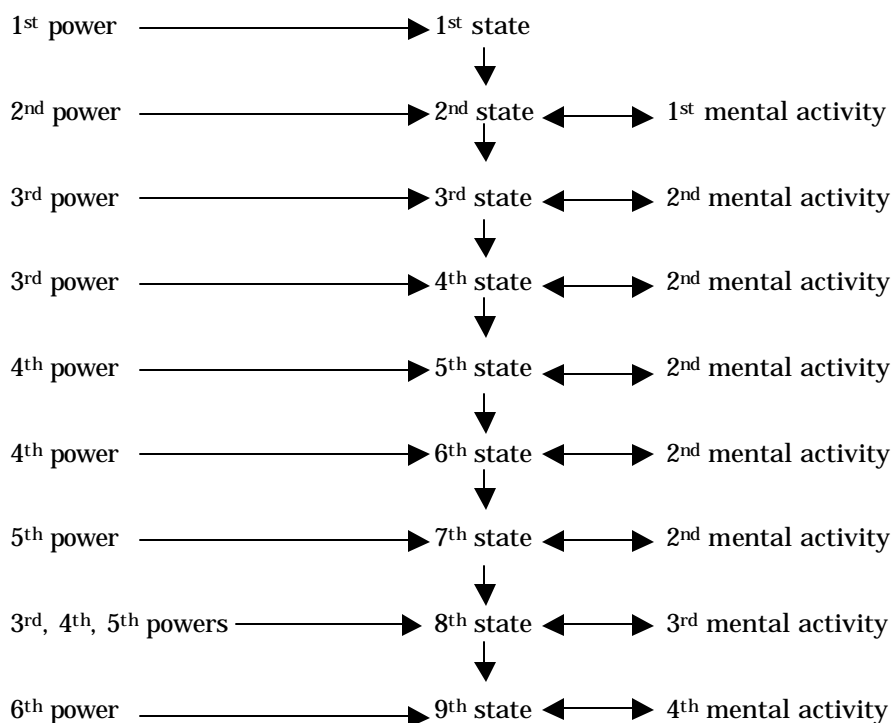 1st power 1st state
2nd power 2nd state 1st mental activity
3rd power 3rd state 2nd mental activity
3rd power 4th state 2nd mental activity
4th power 5th state 2nd mental activity
4th power 6th state 2nd mental activity
5th power 7th state 2nd mental activity
3rd, 4th, 5th powers 8th state 3rd mental activity
6th power 9th state 4th mental activity